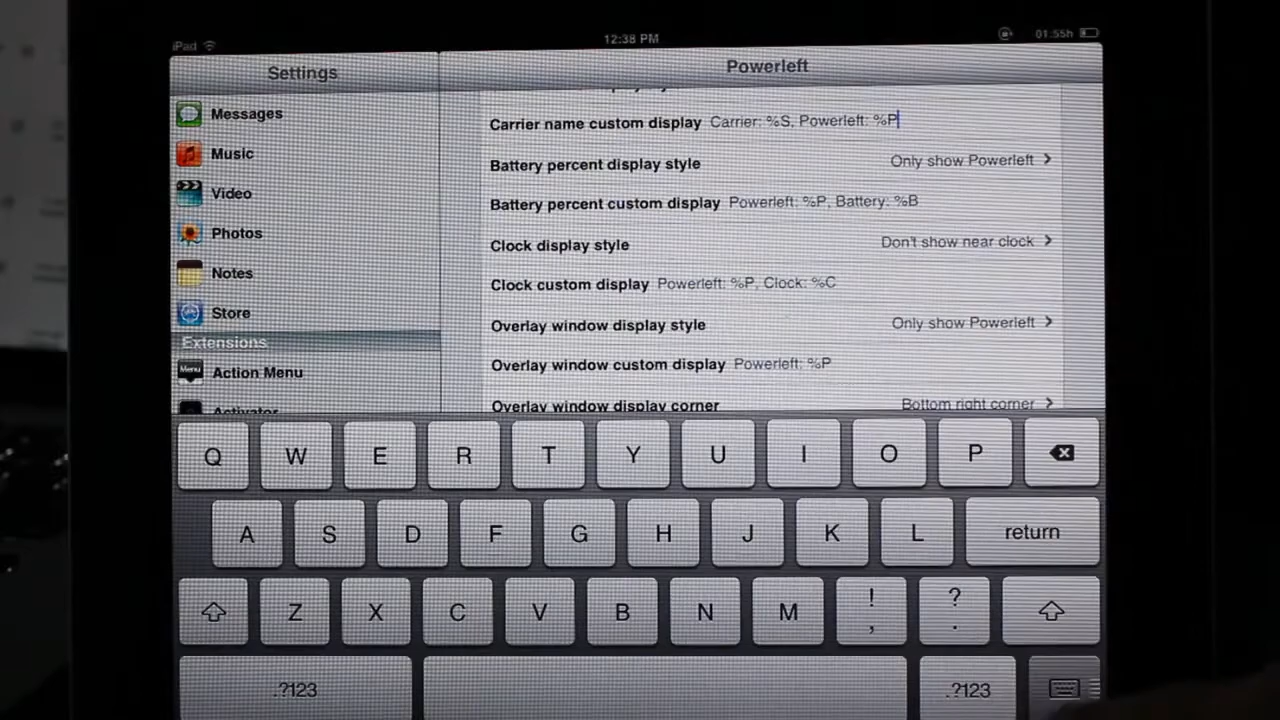 iPad 12:38 PM 01:55h
Settings
Powerleft
Messages
Music
Video
Photos
Notes
Store
Extensions
Action Menu
Activator
Carrier name custom display Carrier: %S, Powerleft: %P
Battery percent display style Only show Powerleft
Battery percent custom display Powerleft: %P, Battery: %B
Clock display style Don't show near clock
Clock custom display Powerleft: %P, Clock: %C
Overlay window display style Only show Powerleft
Overlay window custom display Powerleft: %P
Overlay window display corner Bottom right corner
Q W E R T Y U I O P
A S D F G H J K L return
Z X C V B N M ! , ? .
.?123 .?123